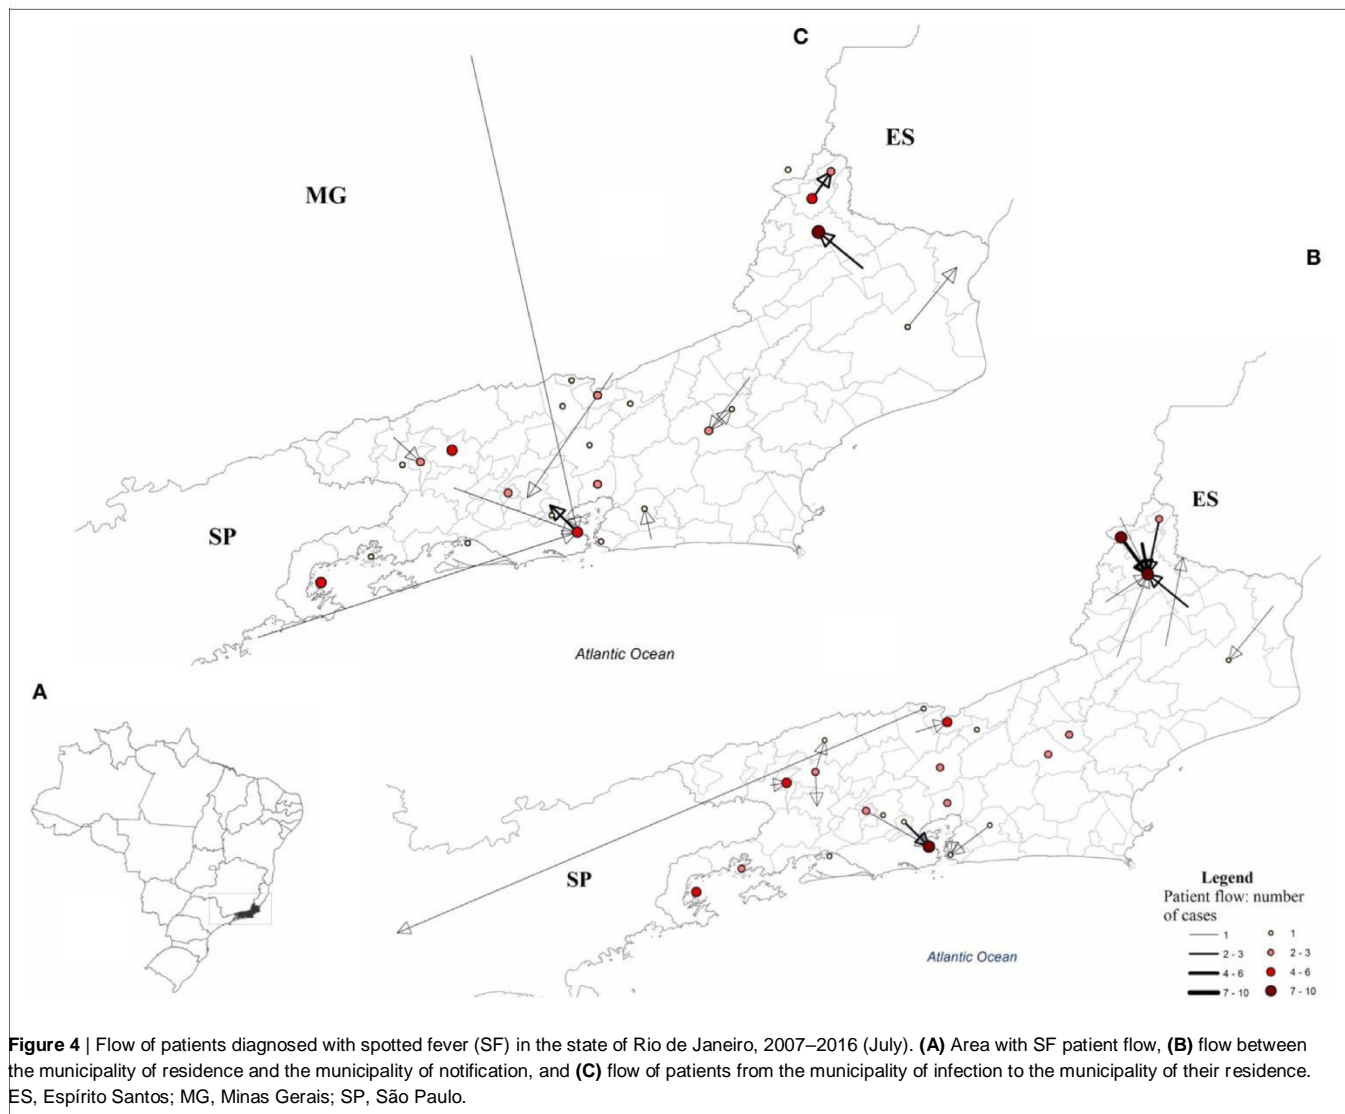 C
ES
MG
B
SP
ES
Atlantic Ocean
A
SP
Legend
Patient flow: number
of cases
1 1
2 - 3 2 - 3
4 - 6 4 - 6
7 - 10 7 - 10
Atlantic Ocean
Figure 4 | Flow of patients diagnosed with spotted fever (SF) in the state of Rio de Janeiro, 2007–2016 (July). (A) Area with SF patient flow, (B) flow between
the municipality of residence and the municipality of notification, and (C) flow of patients from the municipality of infection to the municipality of their residence.
ES, Espírito Santos; MG, Minas Gerais; SP, São Paulo.